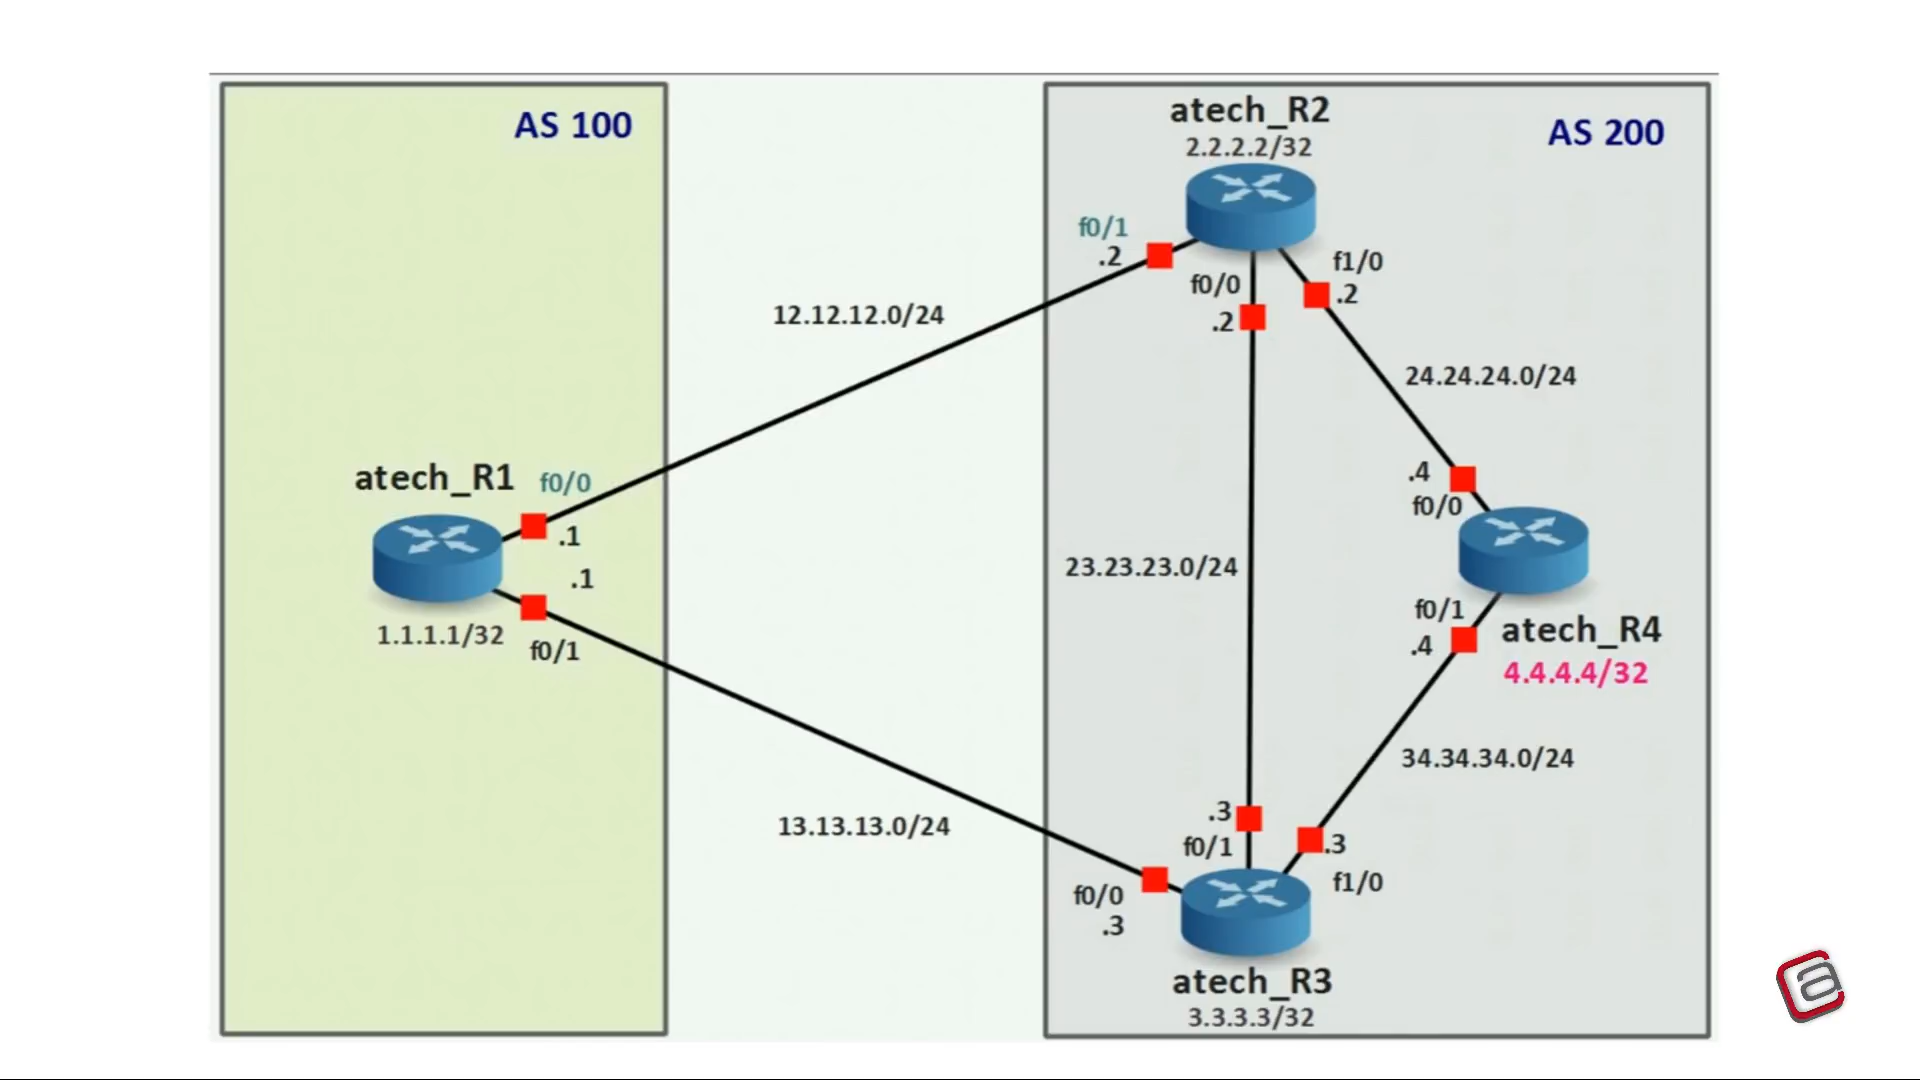 AS 100
atech_R2
2.2.2.2/32
AS 200
f0/1
.2
f0/0
.2
f1/0
.2
12.12.12.0/24
24.24.24.0/24
atech_R1
f0/0
.1
.1
1.1.1.1/32
f0/1
.4
f0/0
23.23.23.0/24
f0/1
.4
atech_R4
4.4.4.4/32
34.34.34.0/24
13.13.13.0/24
.3
f0/1
.3
f1/0
f0/0
.3
atech_R3
3.3.3.3/32
a